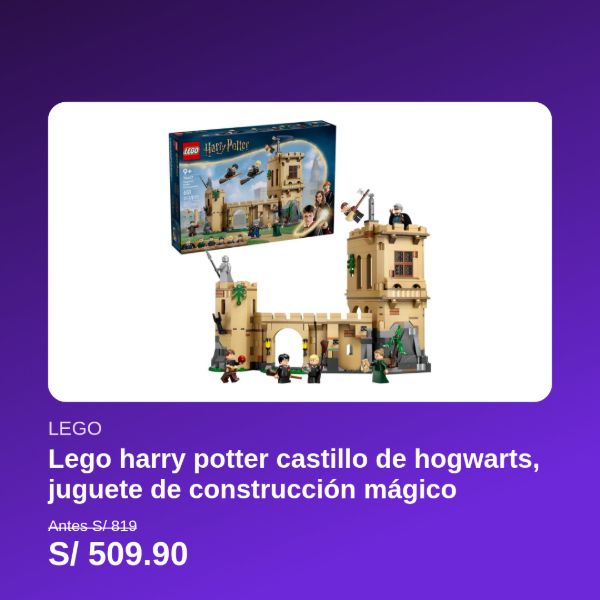 LEGO
Harry Potter
9+
LEGO
Lego harry potter castillo de hogwarts,
juguete de construcción mágico
Antes S/ 819
S/ 509.90